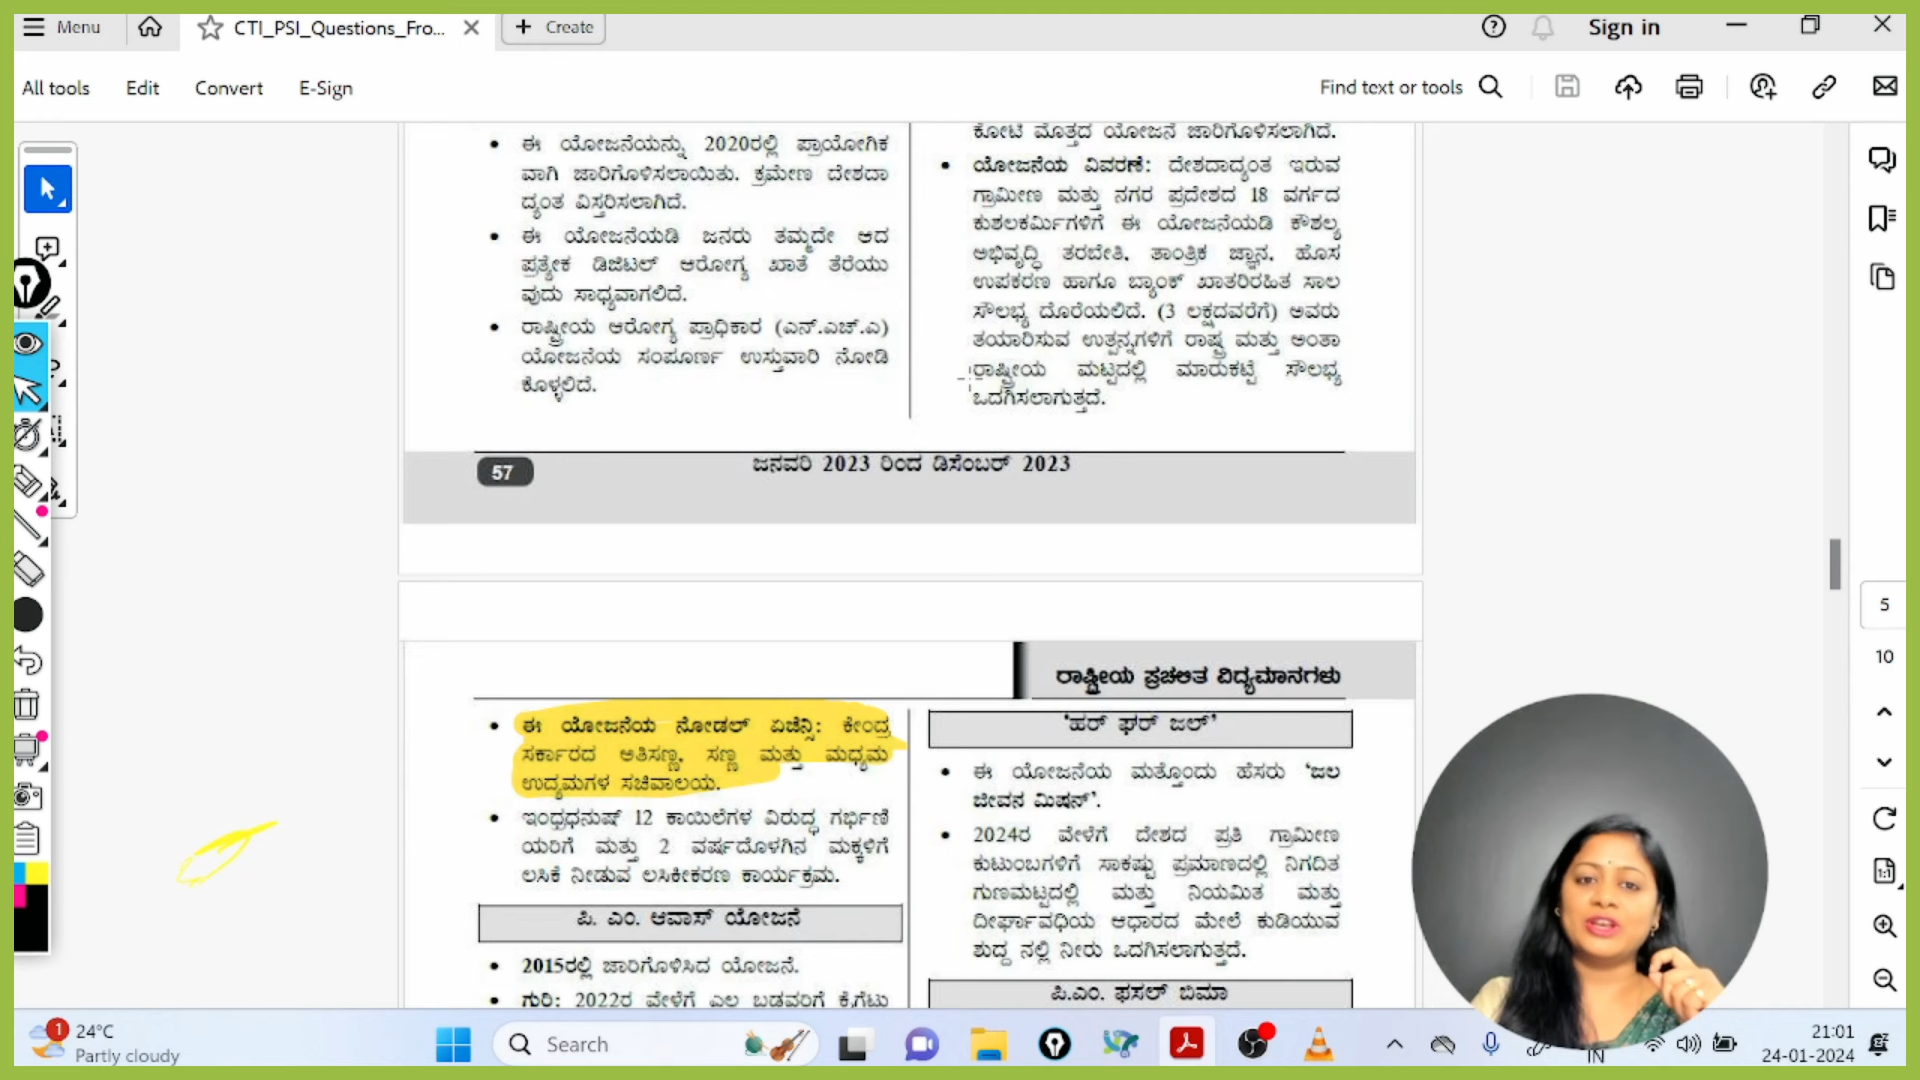 Menu
CTI_PSI_Questions_Fro...
Create
Sign in
All tools
Edit
Convert
E-Sign
Find text or tools
ಈ ಯೋಜನೆಯನ್ನು 2020ರಲ್ಲಿ ಪ್ರಾಯೋಗಿಕ
ವಾಗಿ ಜಾರಿಗೊಳಿಸಲಾಯಿತು. ಕ್ರಮೇಣ ದೇಶದಾ
ದ್ಯಂತ ವಿಸ್ತರಿಸಲಾಗಿದೆ.
ಈ ಯೋಜನೆಯಡಿ ಜನರು ತಮ್ಮದೇ ಆದ
ಪ್ರತ್ಯೇಕ ಡಿಜಿಟಲ್ ಆರೋಗ್ಯ ಖಾತೆ ತೆರೆಯು
ವುದು ಸಾಧ್ಯವಾಗಲಿದೆ.
ರಾಷ್ಟ್ರೀಯ ಆರೋಗ್ಯ ಪ್ರಾಧಿಕಾರ (ಎನ್.ಎಚ್.ಎ)
ಯೋಜನೆಯ ಸಂಪೂರ್ಣ ಉಸ್ತುವಾರಿ ನೋಡಿ
ಕೊಳ್ಳಲಿದೆ.
ಕೋಟಿ ಮೊತ್ತದ ಯೋಜನೆ ಜಾರಿಗೊಳಿಸಲಾಗಿದೆ.
ಯೋಜನೆಯ ವಿವರಣೆ: ದೇಶದಾದ್ಯಂತ ಇರುವ
ಗ್ರಾಮೀಣ ಮತ್ತು ನಗರ ಪ್ರದೇಶದ 18 ವರ್ಗದ
ಕುಶಲಕರ್ಮಿಗಳಿಗೆ ಈ ಯೋಜನೆಯಡಿ ಕೌಶಲ್ಯ
ಅಭಿವೃದ್ಧಿ ತರಬೇತಿ, ತಾಂತ್ರಿಕ ಜ್ಞಾನ, ಹೊಸ
ಉಪಕರಣ ಹಾಗೂ ಬ್ಯಾಂಕ್ ಖಾತರಿರಹಿತ ಸಾಲ
ಸೌಲಭ್ಯ ದೊರೆಯಲಿದೆ. (3 ಲಕ್ಷದವರೆಗೆ) ಅವರು
ತಯಾರಿಸುವ ಉತ್ಪನ್ನಗಳಿಗೆ ರಾಷ್ಟ್ರ ಮತ್ತು ಅಂತಾ
ರಾಷ್ಟ್ರೀಯ ಮಟ್ಟದಲ್ಲಿ ಮಾರುಕಟ್ಟೆ ಸೌಲಭ್ಯ
ಒದಗಿಸಲಾಗುತ್ತದೆ.
57
ಜನವರಿ 2023 ರಿಂದ ಡಿಸೆಂಬರ್ 2023
ರಾಷ್ಟ್ರೀಯ ಪ್ರಚಲಿತ ವಿದ್ಯಮಾನಗಳು
ಈ ಯೋಜನೆಯ ನೋಡಲ್ ಏಜೆನ್ಸಿ: ಕೇಂದ್ರ
ಸರ್ಕಾರದ ಅತಿಸಣ್ಣ, ಸಣ್ಣ ಮತ್ತು ಮಧ್ಯಮ
ಉದ್ಯಮಗಳ ಸಚಿವಾಲಯ.
ಇಂಧ್ರಧನುಷ್ 12 ಕಾಯಿಲೆಗಳ ವಿರುದ್ಧ ಗರ್ಭಿಣಿ
ಯರಿಗೆ ಮತ್ತು 2 ವರ್ಷದೊಳಗಿನ ಮಕ್ಕಳಿಗೆ
ಲಸಿಕೆ ನೀಡುವ ಲಸಿಕೀಕರಣ ಕಾರ್ಯಕ್ರಮ.
ಪಿ. ಎಂ. ಆವಾಸ್ ಯೋಜನೆ
2015ರಲ್ಲಿ ಜಾರಿಗೊಳಿಸಿದ ಯೋಜನೆ.
ಗುರಿ: 2022ರ ವೇಳೆಗೆ ಎಲ್ಲ ಬಡವರಿಗೆ ಕೈಗೆಟು
'ಹರ್ ಘರ್ ಜಲ್'
ಈ ಯೋಜನೆಯ ಮತ್ತೊಂದು ಹೆಸರು 'ಜಲ
ಜೀವನ ಮಿಷನ್'.
2024ರ ವೇಳೆಗೆ ದೇಶದ ಪ್ರತಿ ಗ್ರಾಮೀಣ
ಕುಟುಂಬಗಳಿಗೆ ಸಾಕಷ್ಟು ಪ್ರಮಾಣದಲ್ಲಿ ನಿಗದಿತ
ಗುಣಮಟ್ಟದಲ್ಲಿ ಮತ್ತು ನಿಯಮಿತ ಮತ್ತು
ದೀರ್ಘಾವಧಿಯ ಆಧಾರದ ಮೇಲೆ ಕುಡಿಯುವ
ಶುದ್ದ ನಲ್ಲಿ ನೀರು ಒದಗಿಸಲಾಗುತ್ತದೆ.
ಪಿ.ಎಂ. ಫಸಲ್ ಬಿಮಾ
5
10
1
24°C
Partly cloudy
Search
IN
21:01
24-01-2024